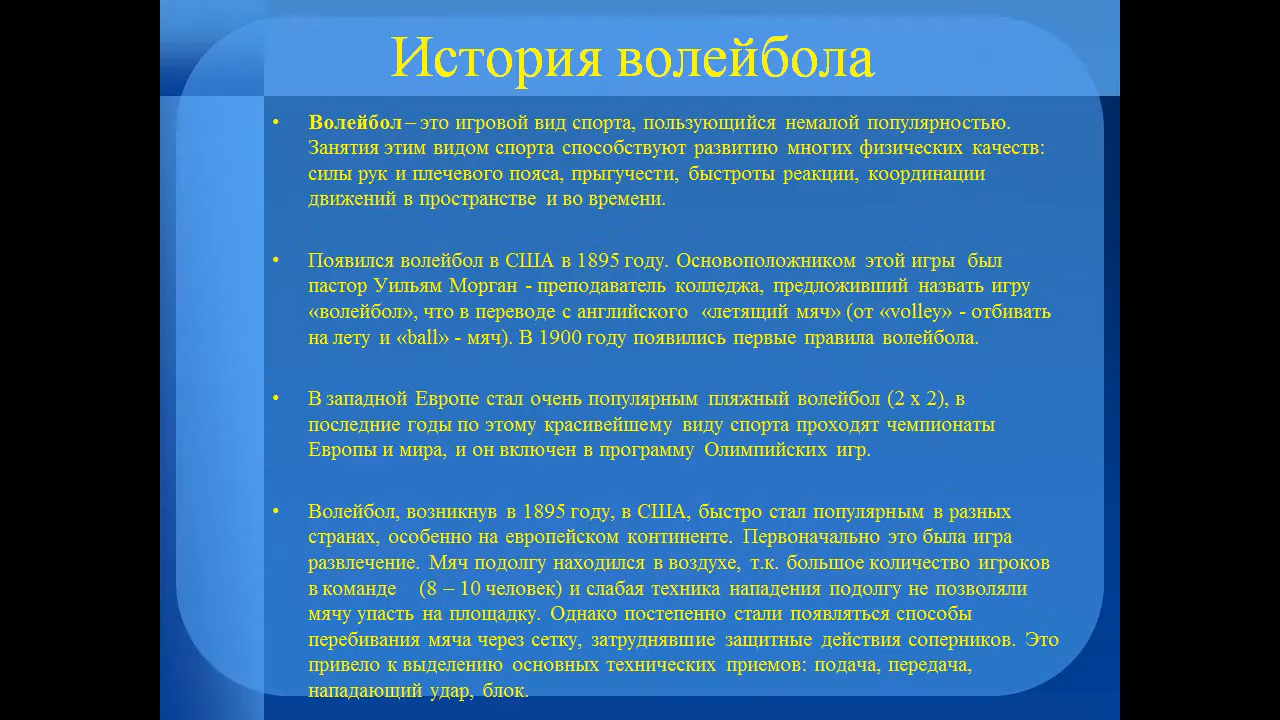 История волейбола
• Волейбол – это игровой вид спорта, пользующийся немалой популярностью.
Занятия этим видом спорта способствуют развитию многих физических качеств:
силы рук и плечевого пояса, прыгучести, быстроты реакции, координации
движений в пространстве и во времени.
• Появился волейбол в США в 1895 году. Основоположником этой игры был
пастор Уильям Морган - преподаватель колледжа, предложивший назвать игру
«волейбол», что в переводе с английского «летящий мяч» (от «volley» - отбивать
на лету и «ball» - мяч). В 1900 году появились первые правила волейбола.
• В западной Европе стал очень популярным пляжный волейбол (2 х 2), в
последние годы по этому красивейшему виду спорта проходят чемпионаты
Европы и мира, и он включен в программу Олимпийских игр.
• Волейбол, возникнув в 1895 году, в США, быстро стал популярным в разных
странах, особенно на европейском континенте. Первоначально это была игра
развлечение. Мяч подолгу находился в воздухе, т.к. большое количество игроков
в команде (8 – 10 человек) и слабая техника нападения подолгу не позволяли
мячу упасть на площадку. Однако постепенно стали появляться способы
перебивания мяча через сетку, затруднявшие защитные действия соперников. Это
привело к выделению основных технических приемов: подача, передача,
нападающий удар, блок.